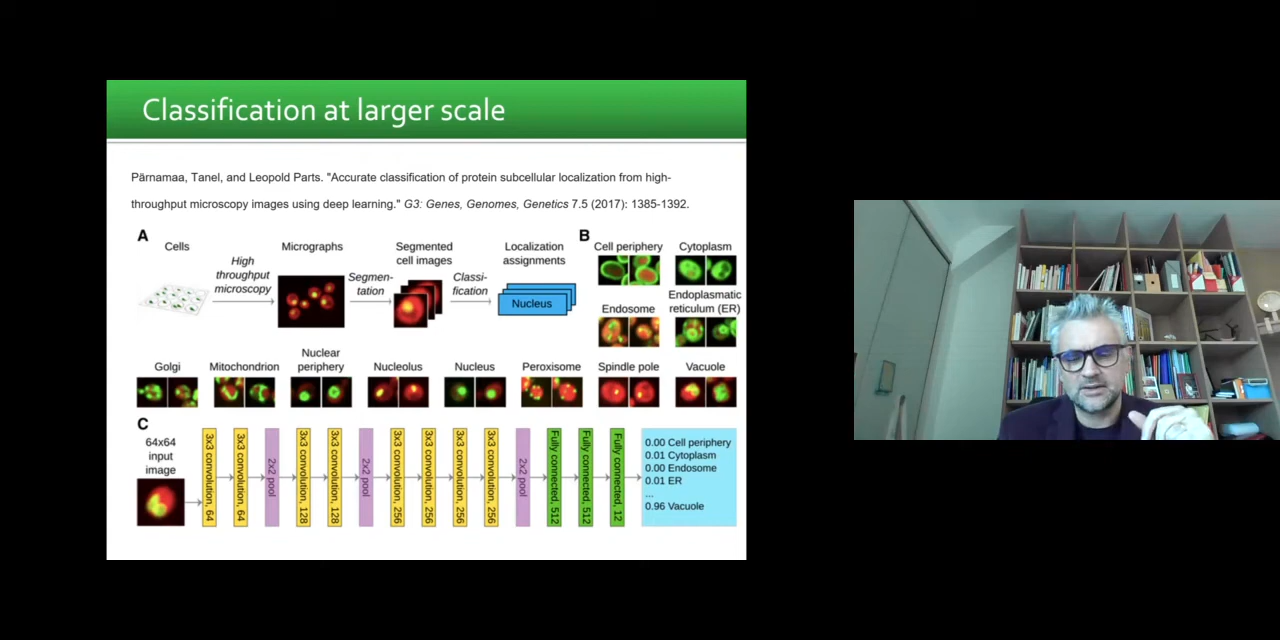 Classification at larger scale
Pärnamaa, Tanel, and Leopold Parts. "Accurate classification of protein subcellular localization from high-
throughput microscopy images using deep learning." G3: Genes, Genomes, Genetics 7.5 (2017): 1385-1392.
A
Cells
High
throughput
microscopy
Micrographs
Segmen-
tation
Segmented
cell images
Classi-
fication
Localization
assignments
Nucleus
B
Cell periphery
Cytoplasm
Endosome
Endoplasmatic
reticulum (ER)
Golgi
Mitochondrion
Nuclear
periphery
Nucleolus
Nucleus
Peroxisome
Spindle pole
Vacuole
C
64x64
input
image
3x3 convolution, 64
3x3 convolution, 64
2x2 pool
3x3 convolution, 128
3x3 convolution, 128
2x2 pool
3x3 convolution, 256
3x3 convolution, 256
3x3 convolution, 256
3x3 convolution, 256
2x2 pool
Fully connected, 512
Fully connected, 512
Fully connected, 12
0.00 Cell periphery
0.01 Cytoplasm
0.00 Endosome
0.01 ER
...
0.96 Vacuole